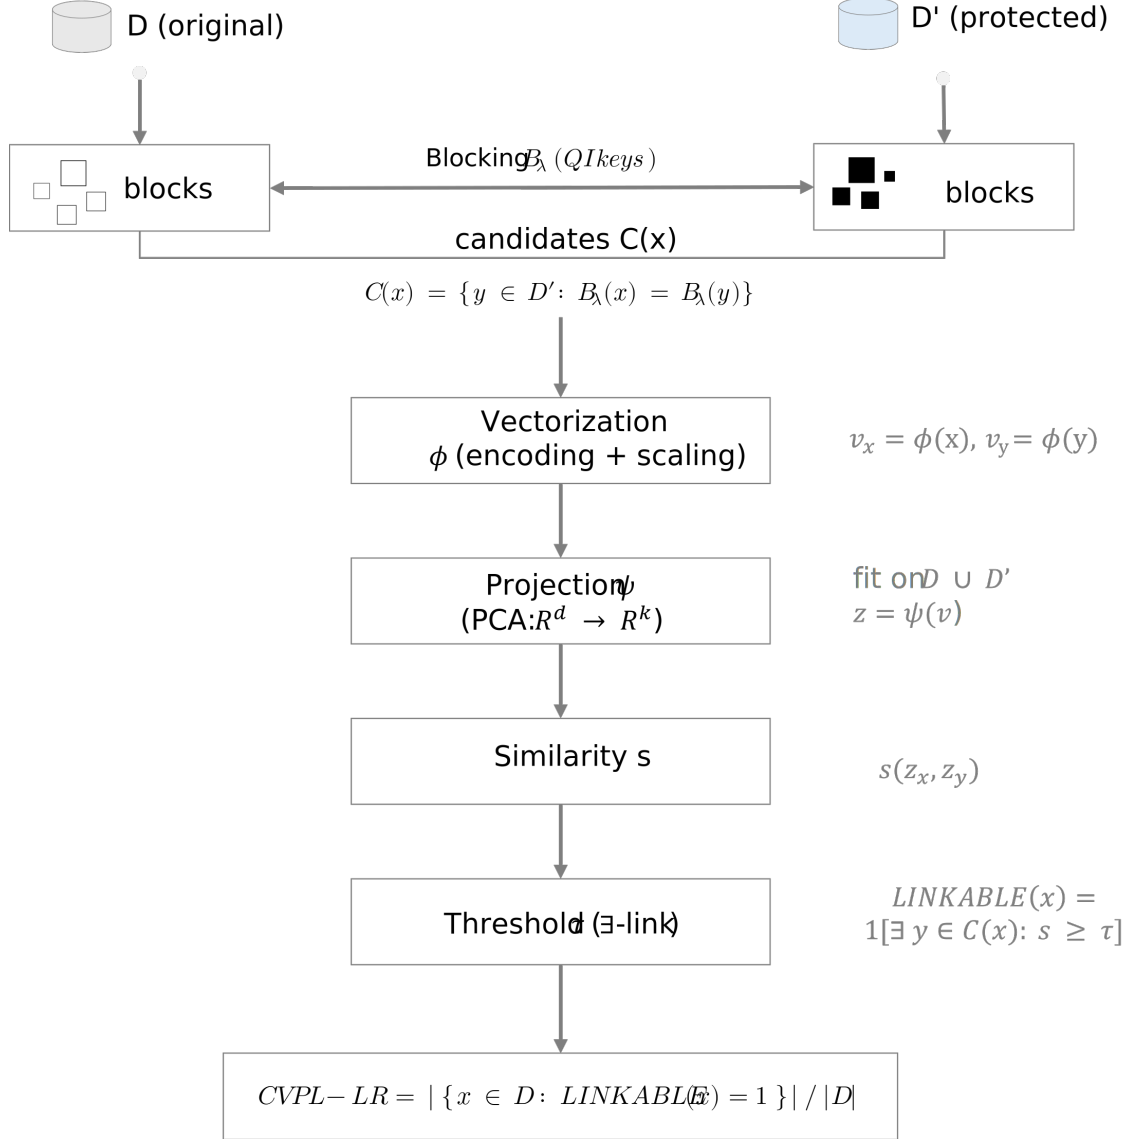 D (original)
D' (protected)
Blocking B_λ (QIkeys)
blocks
blocks
candidates C(x)
C(x) = {y ∈ D′: B_λ(x) = B_λ(y)}
Vectorization
ϕ (encoding + scaling)
v_x = ϕ(x), v_y = ϕ(y)
Projection ψ
(PCA: R^d → R^k)
fit on D ∪ D’
z = ψ(v)
Similarity s
s(z_x, z_y)
Threshold τ (∃-link)
LINKABLE(x) =
1[∃ y ∈ C(x): s ≥ τ]
CVPL−LR = |{x ∈ D: LINKABLE(x) = 1}| / |D|